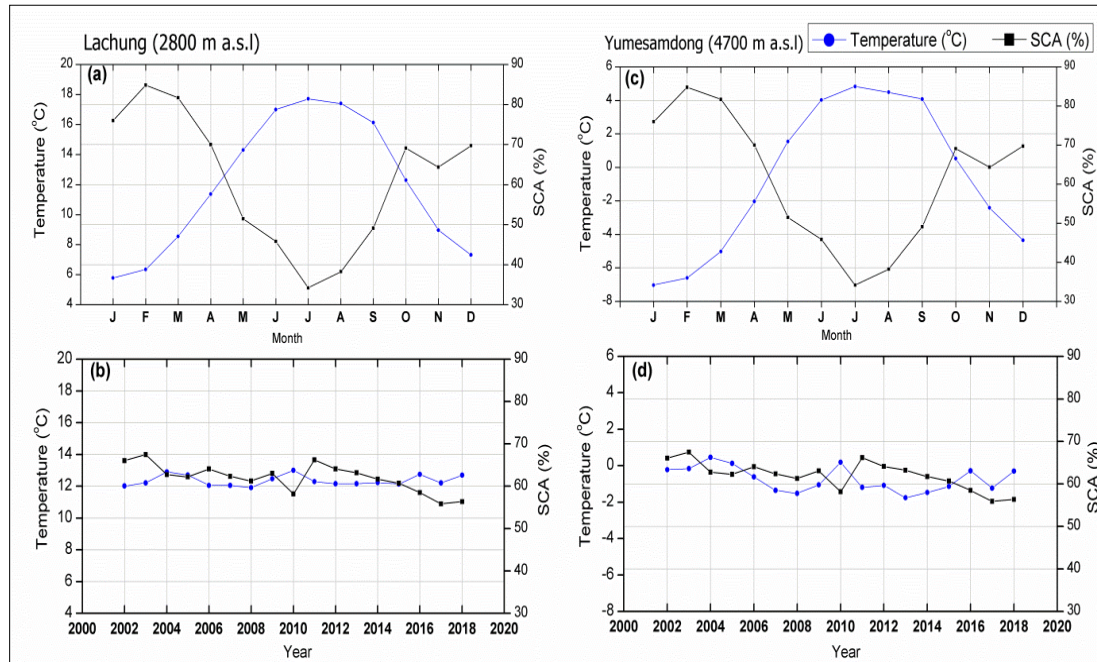 Lachung (2800 m a.s.l)
Yumesamdong (4700 m a.s.l)
Temperature (°C)
SCA (%)
(a)
Temperature (°C)
20
18
16
14
12
10
8
6
4
SCA (%)
90
80
70
60
50
40
30
J F M A M J J A S O N D
Month
(c)
Temperature (°C)
6
4
2
0
-2
-4
-6
-8
SCA (%)
90
80
70
60
50
40
30
J F M A M J J A S O N D
Month
(b)
Temperature (°C)
20
18
16
14
12
10
8
6
4
SCA (%)
90
80
70
60
50
40
30
2000 2002 2004 2006 2008 2010 2012 2014 2016 2018 2020
Year
(d)
Temperature (°C)
6
4
2
0
-2
-4
-6
-8
SCA (%)
90
80
70
60
50
40
30
2000 2002 2004 2006 2008 2010 2012 2014 2016 2018 2020
Year